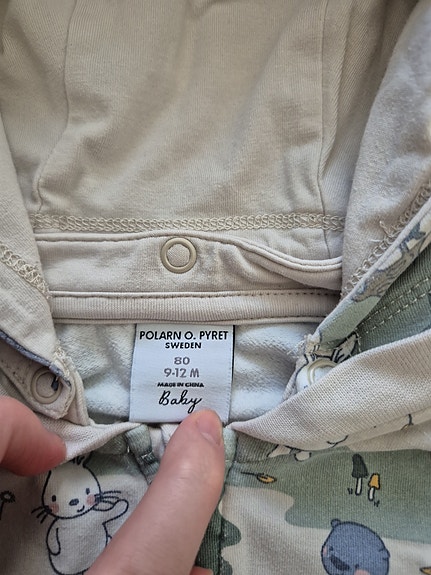 POLARN O. PYRET
SWEDEN
80
9-12 M
MADE IN CHINA
Baby